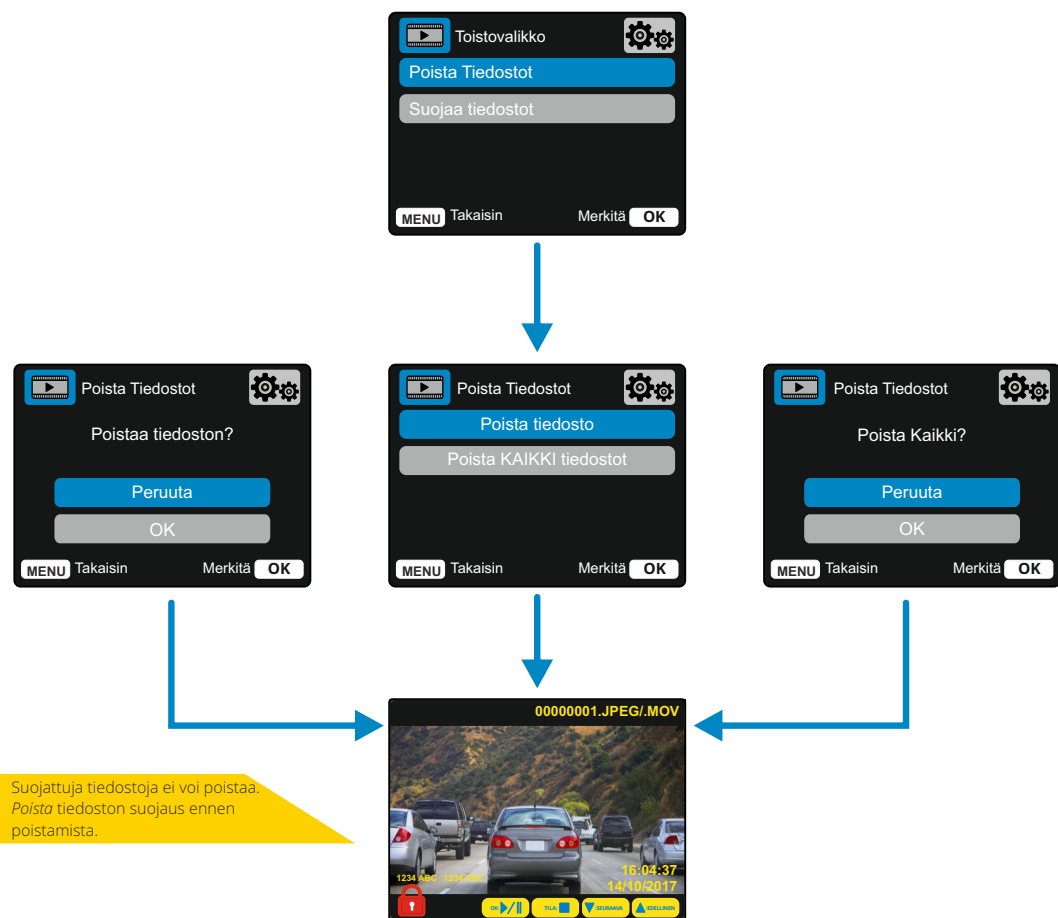 Toistovalikko
Poista Tiedostot
Suojaa tiedostot
MENU Takaisin Merkitä OK
Poista Tiedostot
Poistaa tiedoston?
Peruuta
OK
MENU Takaisin Merkitä OK
Poista Tiedostot
Poista tiedosto
Poista KAIKKI tiedostot
MENU Takaisin Merkitä OK
Poista Tiedostot
Poista Kaikki?
Peruuta
OK
MENU Takaisin Merkitä OK
00000001.JPEG/.MOV
Suojattuja tiedostoja ei voi poistaa.
Poista tiedoston suojaus ennen
poistamista.
16:04:37
1234 ABC 1234 ABC
14/10/2017
OK: TILA: :SEURAAVA :EDELLINEN